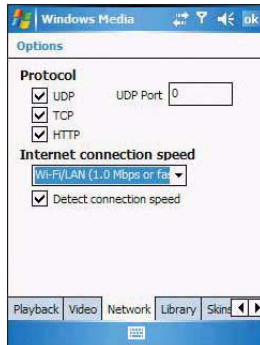 Windows Media
ok
Options
Protocol
UDP
UDP Port
0
TCP
HTTP
Internet connection speed
Wi-Fi/LAN (1.0 Mbps or fas
Detect connection speed
Playback
Video
Network
Library
Skins